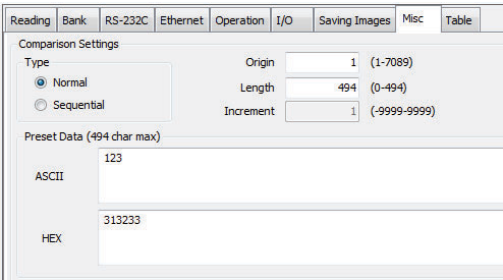 Reading Bank RS-232C Ethernet Operation I/O Saving Images Misc Table
Comparison Settings
Type
Normal
Sequential
Origin 1 (1-7089)
Length 494 (0-494)
Increment 1 (-9999-9999)
Preset Data (494 char max)
ASCII
123
HEX
313233